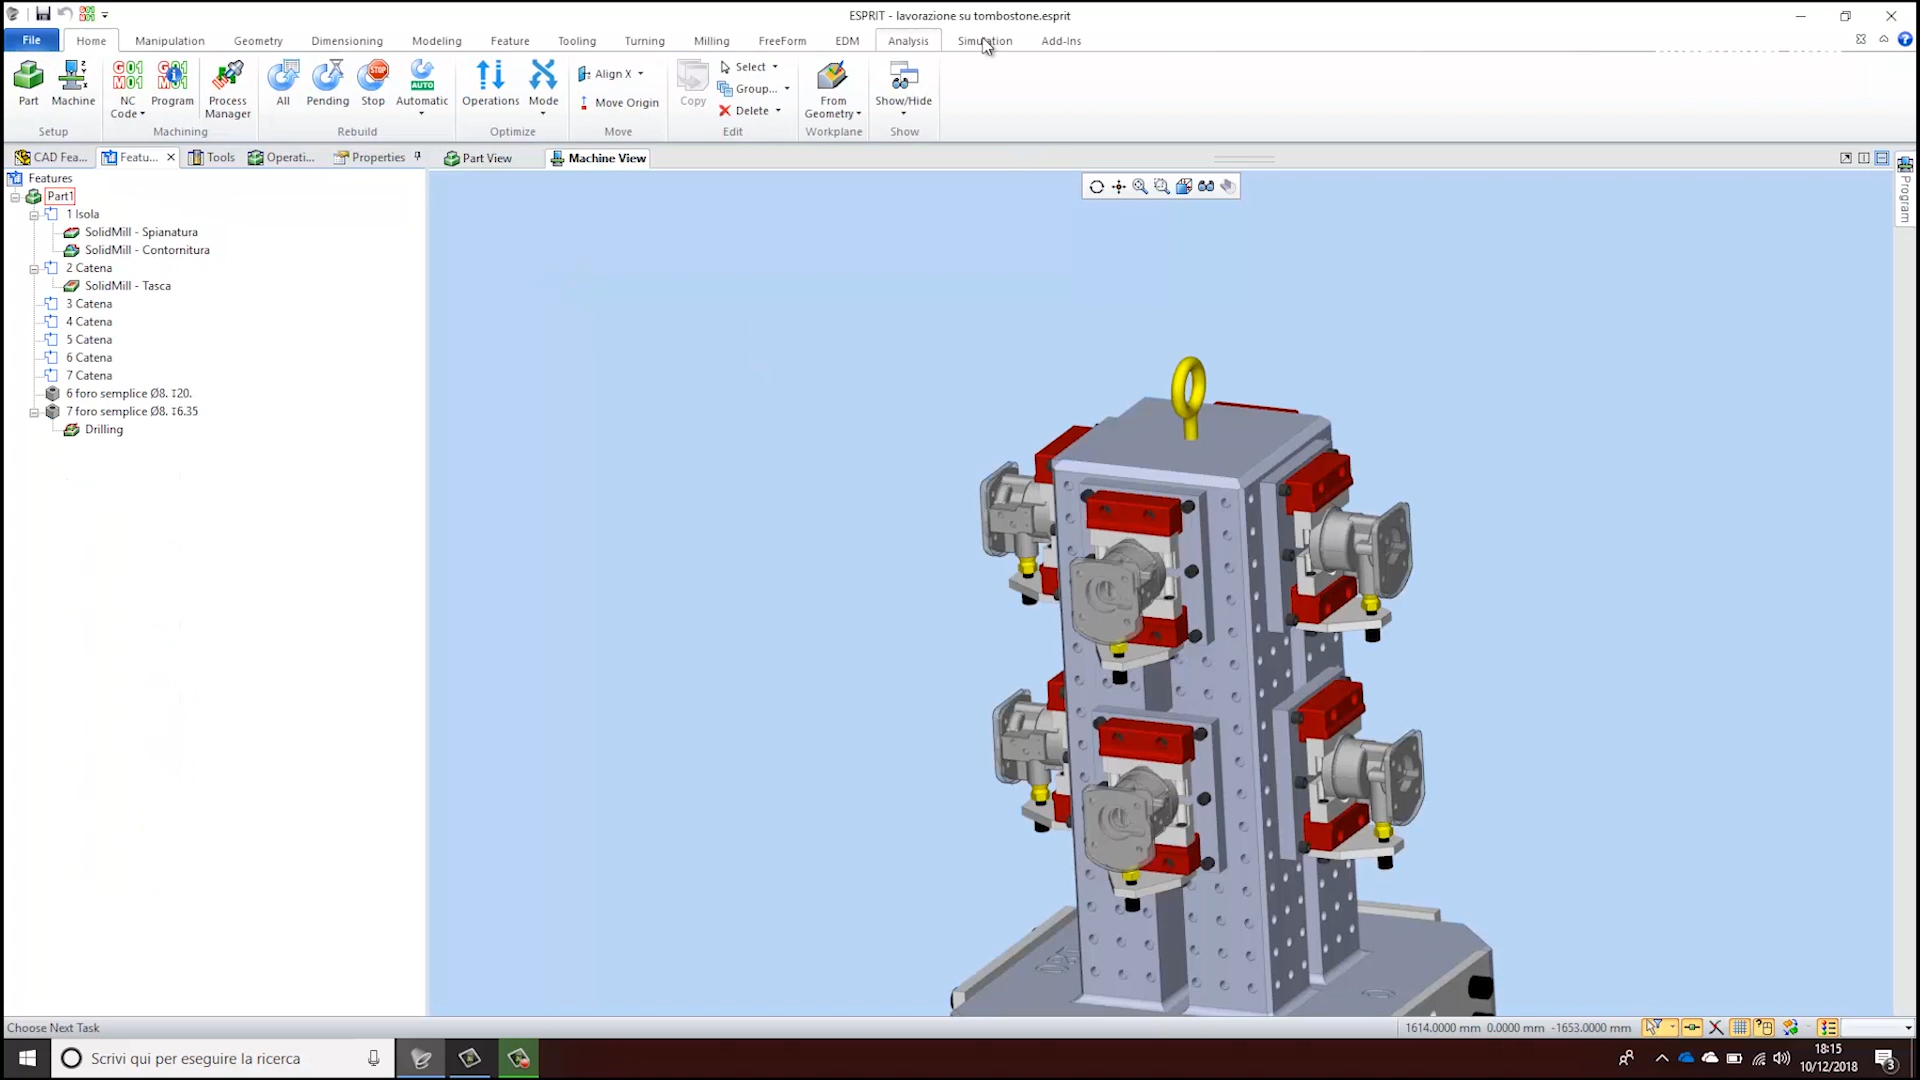 ESPRIT - lavorazione su tombostone.esprit
File Home Manipulation Geometry Dimensioning Modeling Feature Tooling Turning Milling FreeForm EDM Analysis Simulation Add-Ins
Part Machine NC Code Program Process Manager All Pending Stop Automatic Operations Mode Align X Move Origin Copy Select Group... Delete From Geometry Show/Hide
Setup Machining Rebuild Optimize Move Edit Workplane Show
CAD Fea... Featu... Tools Operati... Properties Part View Machine View
Program
Features
Part1
1 Isola
SolidMill - Spianatura
SolidMill - Contornitura
2 Catena
SolidMill - Tasca
3 Catena
4 Catena
5 Catena
6 Catena
7 Catena
6 foro semplice Ø8. ↧20.
7 foro semplice Ø8. ↧6.35
Drilling
Choose Next Task
1614.0000 mm 0.0000 mm -1653.0000 mm
Scrivi qui per eseguire la ricerca
18:15
10/12/2018
3